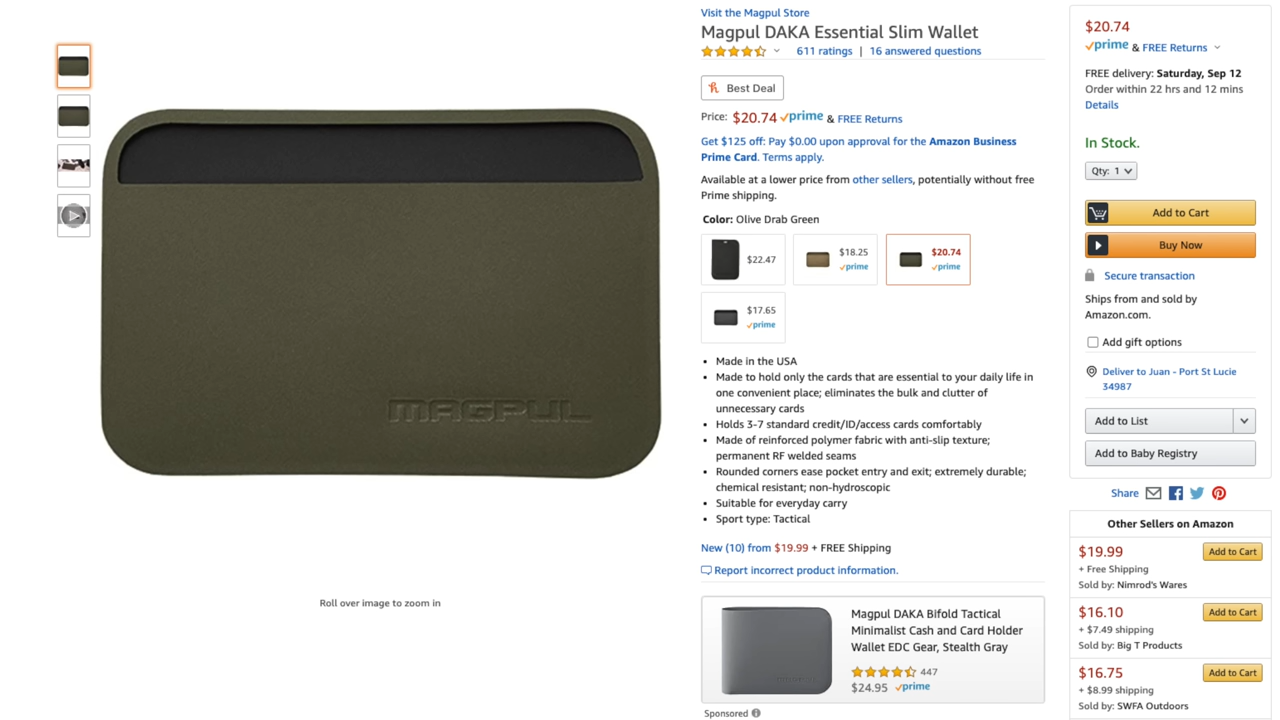 Roll over image to zoom in
MAGPUL
Visit the Magpul Store
Magpul DAKA Essential Slim Wallet
611 ratings | 16 answered questions
Best Deal
Price: $20.74 prime & FREE Returns
Get $125 off: Pay $0.00 upon approval for the Amazon Business
Prime Card. Terms apply.
Available at a lower price from other sellers, potentially without free
Prime shipping.
Color: Olive Drab Green
$22.47
$18.25
prime
$20.74
prime
$17.65
prime
• Made in the USA
• Made to hold only the cards that are essential to your daily life in
one convenient place; eliminates the bulk and clutter of
unnecessary cards
• Holds 3-7 standard credit/ID/access cards comfortably
• Made of reinforced polymer fabric with anti-slip texture;
permanent RF welded seams
• Rounded corners ease pocket entry and exit; extremely durable;
chemical resistant; non-hydroscopic
• Suitable for everyday carry
• Sport type: Tactical
New (10) from $19.99 + FREE Shipping
Report incorrect product information.
Magpul DAKA Bifold Tactical
Minimalist Cash and Card Holder
Wallet EDC Gear, Stealth Gray
447
$24.95 prime
Sponsored
$20.74
prime & FREE Returns
FREE delivery: Saturday, Sep 12
Order within 22 hrs and 12 mins
Details
In Stock.
Qty: 1
Add to Cart
Buy Now
Secure transaction
Ships from and sold by
Amazon.com.
Add gift options
Deliver to Juan - Port St Lucie
34987
Add to List
Add to Baby Registry
Share
Other Sellers on Amazon
$19.99
Add to Cart
+ Free Shipping
Sold by: Nimrod's Wares
$16.10
Add to Cart
+ $7.49 shipping
Sold by: Big T Products
$16.75
Add to Cart
+ $8.99 shipping
Sold by: SWFA Outdoors